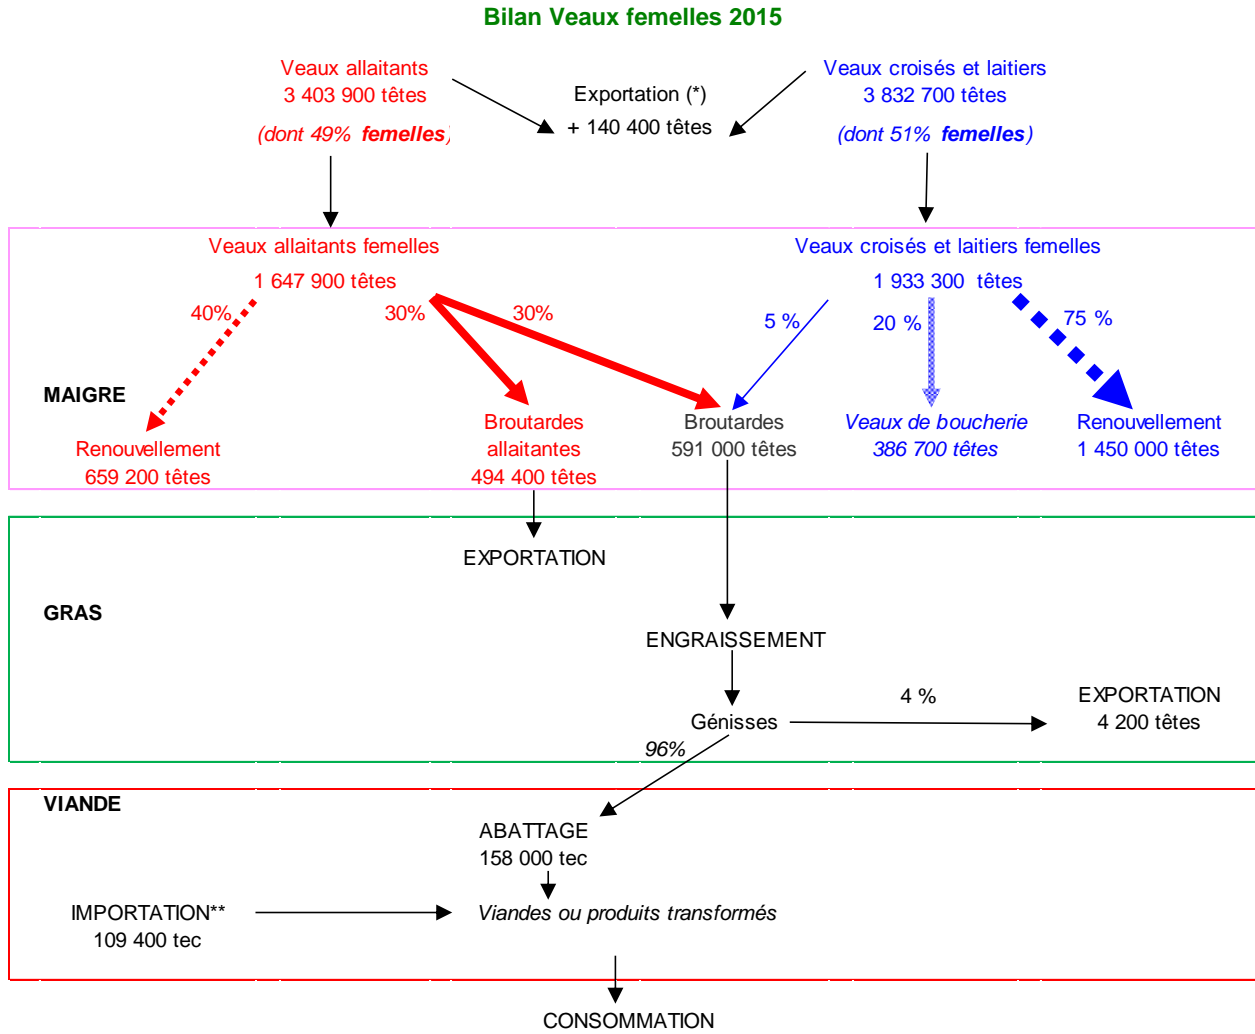 Bilan Veaux femelles 2015
Veaux allaitants
3 403 900 têtes
(dont 49% femelles)
Exportation (*)
+ 140 400 têtes
Veaux croisés et laitiers
3 832 700 têtes
(dont 51% femelles)
Veaux allaitants femelles
1 647 900 têtes
Veaux croisés et laitiers femelles
1 933 300 têtes
40%
30%
30%
5 %
20 %
75 %
MAIGRE
Renouvellement
659 200 têtes
Broutardes
allaitantes
494 400 têtes
Broutardes
591 000 têtes
Veaux de boucherie
386 700 têtes
Renouvellement
1 450 000 têtes
EXPORTATION
GRAS
ENGRAISSEMENT
Génisses
4 %
EXPORTATION
4 200 têtes
96%
VIANDE
ABATTAGE
158 000 tec
IMPORTATION**
109 400 tec
Viandes ou produits transformés
CONSOMMATION